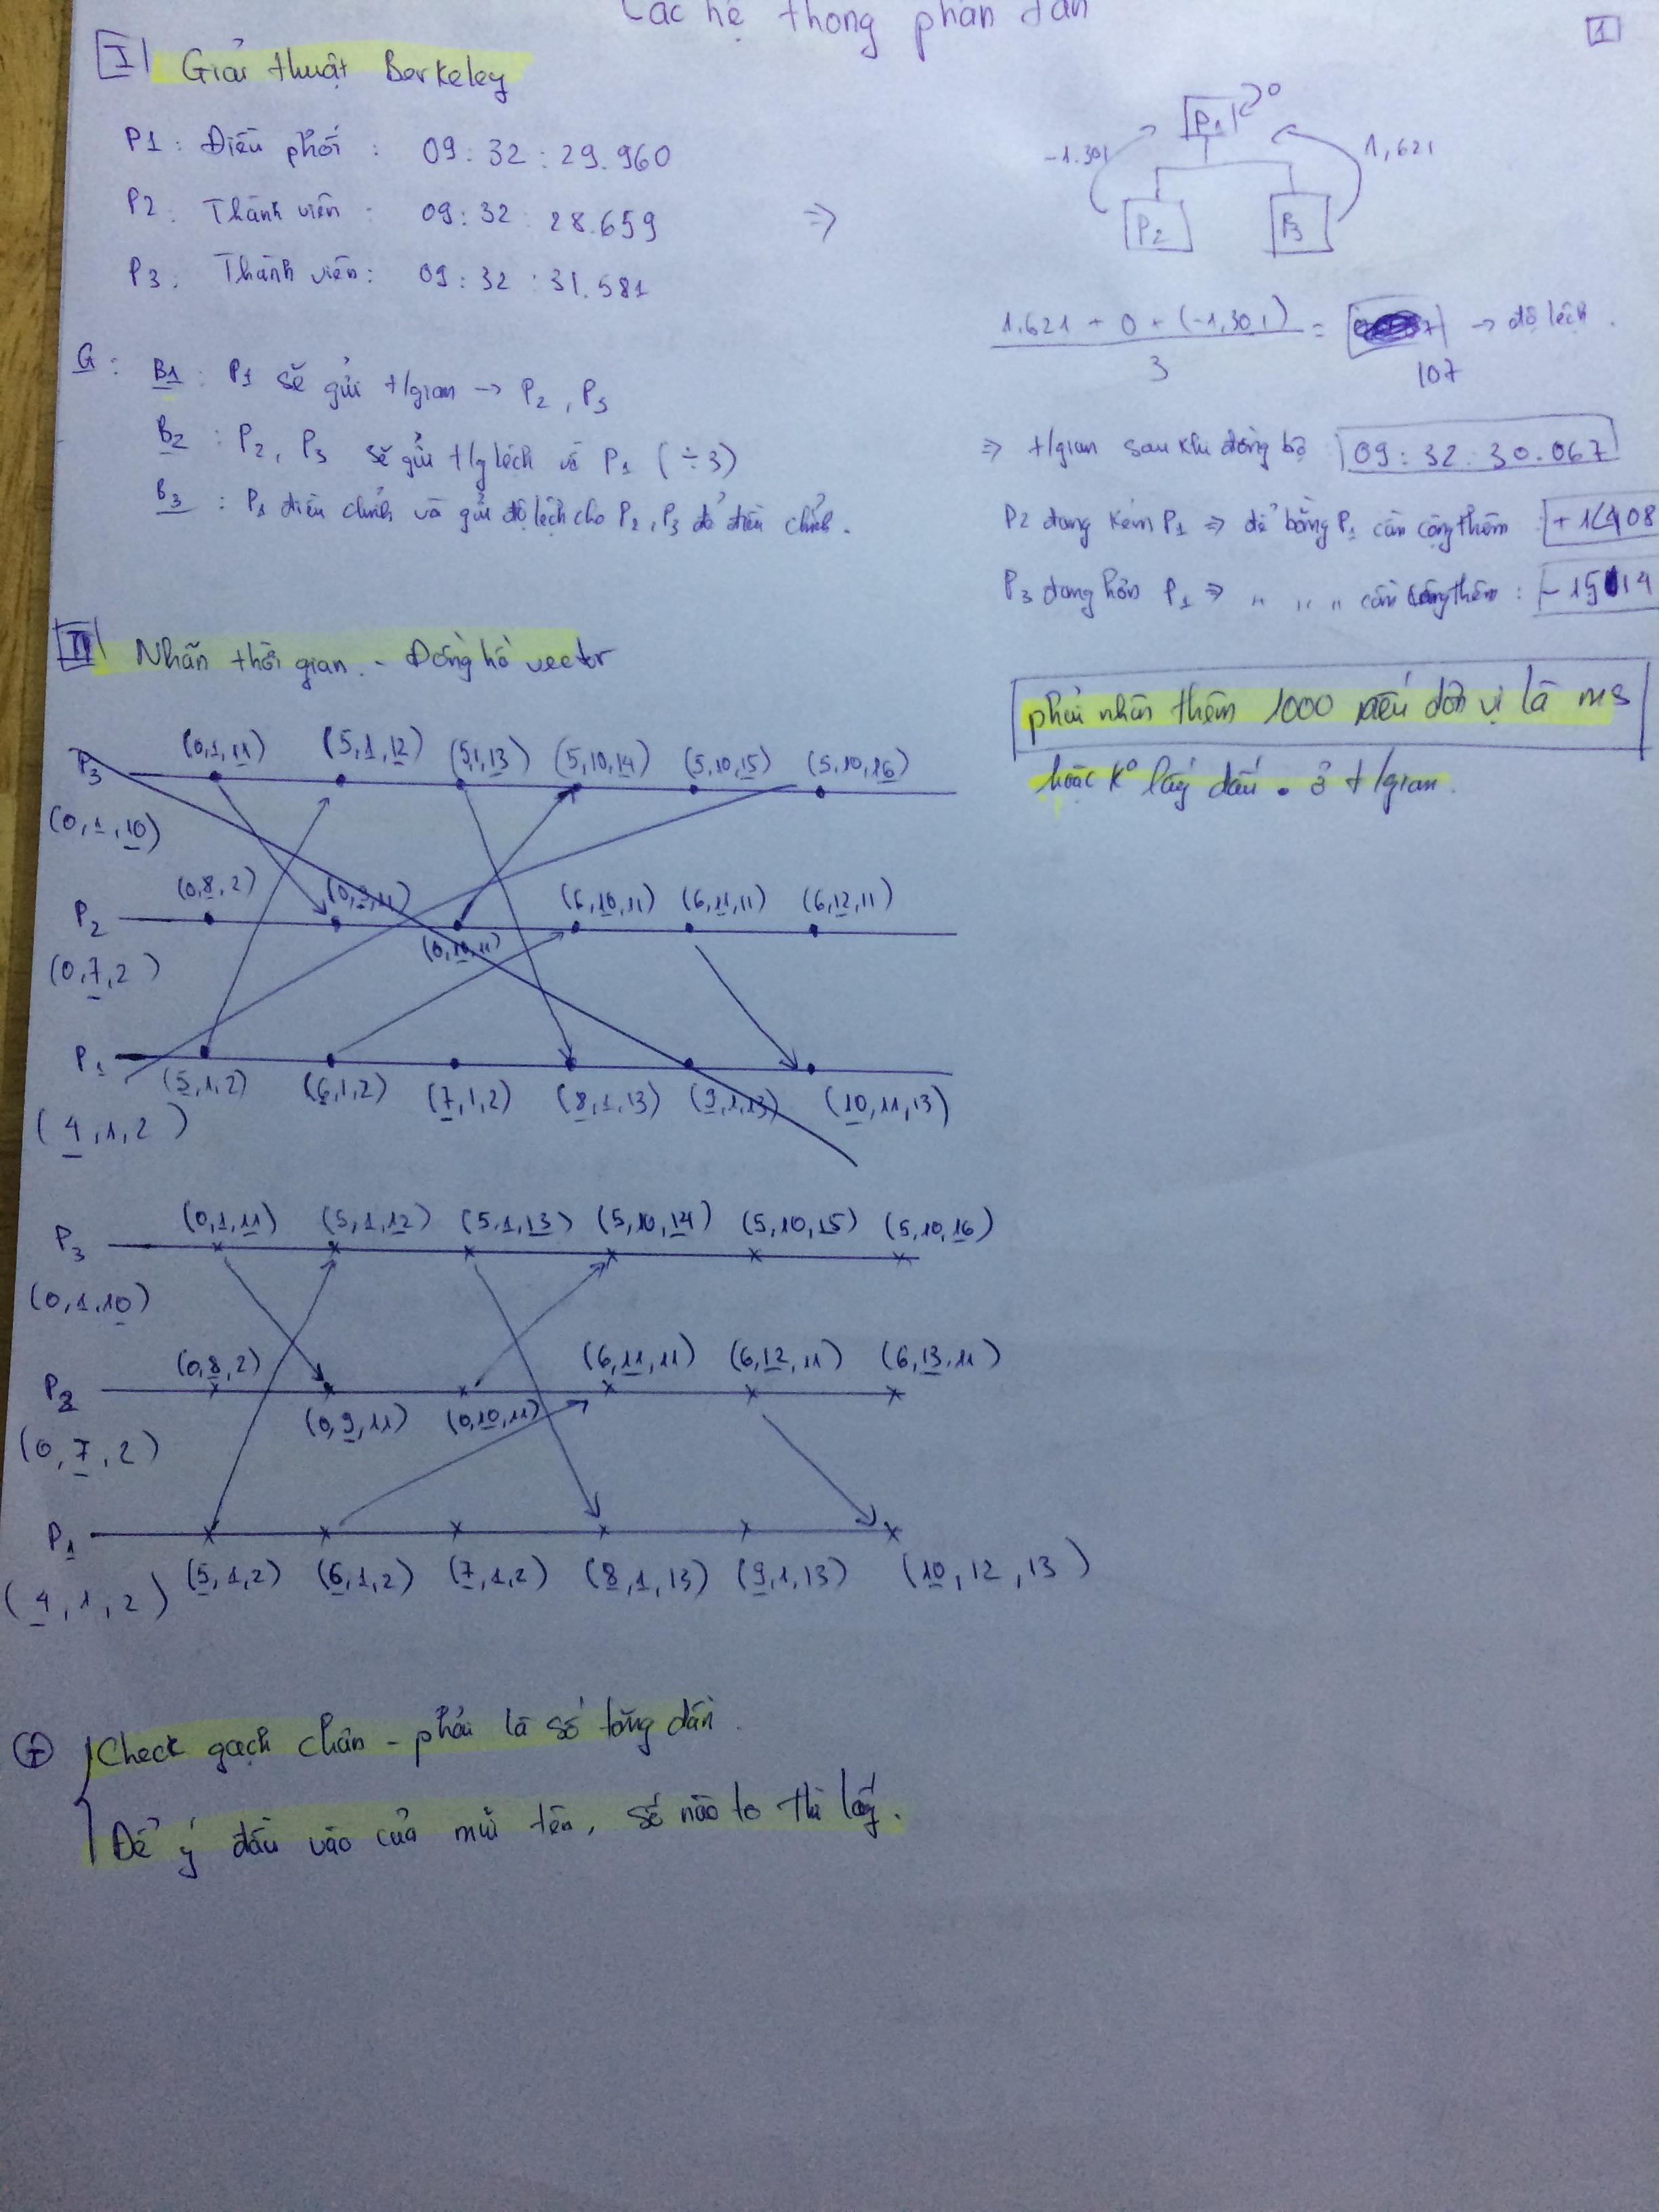 Các hệ thống phân tán
1
I Giải thuật Berkeley
P1 : Điều phối : 09 : 32 : 29.960
P2 : Thành viên : 09 : 32 : 28.659
P3 : Thành viên : 09 : 32 : 31.581
⇒
P1 0
-1.301
1,621
P2 P3
1.621 + 0 + (-1,301) / 3 = → độ lệch.
107
G : B1 : P1 sẽ gửi t/gian → P2, P3
B2 : P2, P3 sẽ gửi t/g lệch về P1 (÷3)
B3 : P1 điều chỉnh và gửi độ lệch cho P2, P3 để điều chỉnh.
⇒ t/gian sau khi đồng bộ 09 : 32 : 30.067
P2 đang kém P1 ⇒ để bằng P1 cần cộng thêm +1408
P3 đang hơn P1 ⇒ " " " cần cộng thêm : -1514
phải nhân thêm 1000 nếu đơn vị là ms
hoặc k° lấy dấu . ở t/gian.
II Nhãn thời gian - Đồng hồ vector
P3 (0,1,11) (5,1,12) (5,1,13) (5,10,14) (5,10,15) (5,10,16)
(0,1,10)
P2 (0,8,2) (0,9,11) (0,10,11) (6,10,11) (6,11,11) (6,12,11)
(0,7,2)
P1 (5,1,2) (6,1,2) (7,1,2) (8,1,13) (9,1,13) (10,11,13)
(4,1,2)
P3 (0,1,11) (5,1,12) (5,1,13) (5,10,14) (5,10,15) (5,10,16)
(0,1,10)
P2 (0,8,2) (0,9,11) (0,10,11) (6,11,11) (6,12,11) (6,13,11)
(0,7,2)
P1 (5,1,2) (6,1,2) (7,1,2) (8,1,13) (9,1,13) (10,12,13)
(4,1,2)
+ Check gạch chân - phải là số tăng dần.
Để ý đầu vào của mũi tên, số nào to thì lấy.